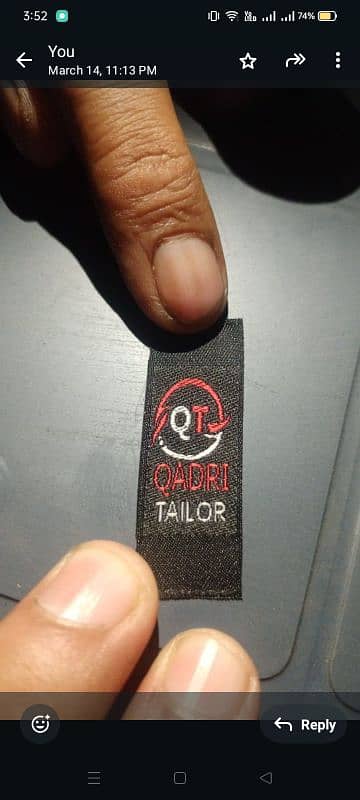 3:52
74%
You
March 14, 11:13 PM
QT
QADRI
TAILOR
Reply